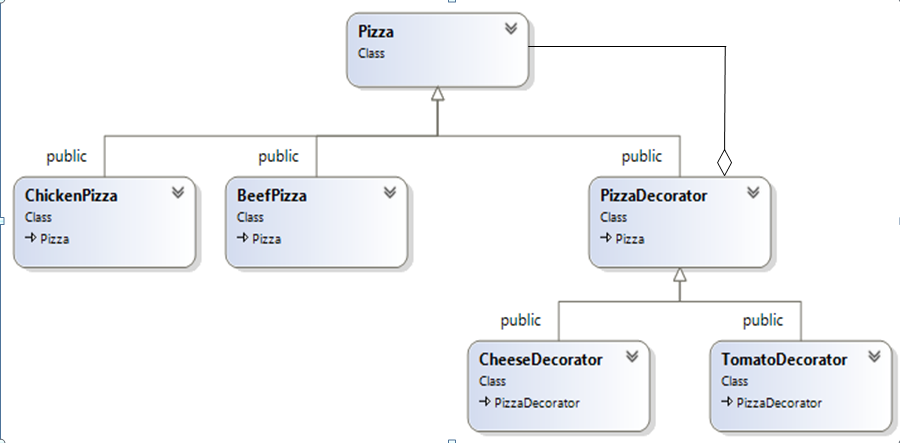 Pizza
Class
public
public
public
ChickenPizza
Class
Pizza
BeefPizza
Class
Pizza
PizzaDecorator
Class
Pizza
public
public
CheeseDecorator
Class
PizzaDecorator
TomatoDecorator
Class
PizzaDecorator